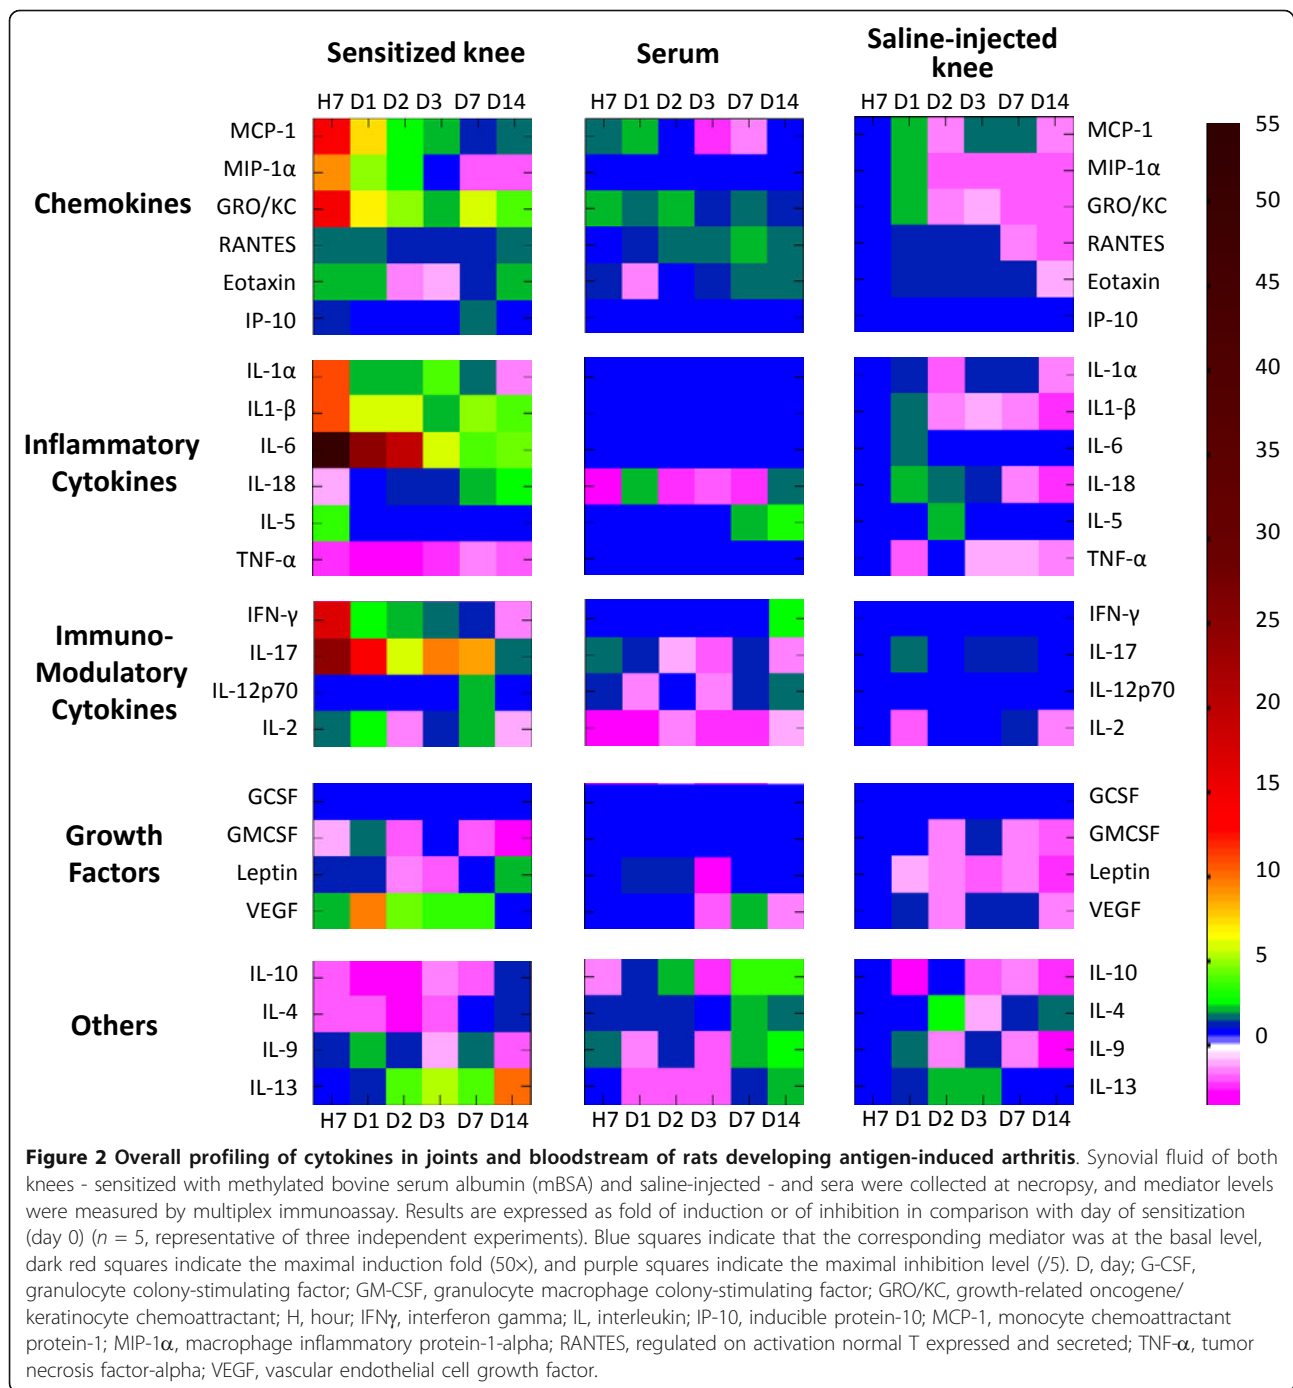 Sensitized knee
Serum
Saline-injected
knee
H7 D1 D2 D3 D7 D14
H7 D1 D2 D3 D7 D14
H7 D1 D2 D3 D7 D14
Chemokines
MCP-1
MIP-1α
GRO/KC
RANTES
Eotaxin
IP-10
MCP-1
MIP-1α
GRO/KC
RANTES
Eotaxin
IP-10
Inflammatory
Cytokines
IL-1α
IL1-β
IL-6
IL-18
IL-5
TNF-α
IL-1α
IL1-β
IL-6
IL-18
IL-5
TNF-α
Immuno-
Modulatory
Cytokines
IFN-γ
IL-17
IL-12p70
IL-2
IFN-γ
IL-17
IL-12p70
IL-2
Growth
Factors
GCSF
GMCSF
Leptin
VEGF
GCSF
GMCSF
Leptin
VEGF
Others
IL-10
IL-4
IL-9
IL-13
IL-10
IL-4
IL-9
IL-13
H7 D1 D2 D3 D7 D14
H7 D1 D2 D3 D7 D14
H7 D1 D2 D3 D7 D14
55
50
45
40
35
30
25
20
15
10
5
0
Figure 2 Overall profiling of cytokines in joints and bloodstream of rats developing antigen-induced arthritis. Synovial fluid of both
knees - sensitized with methylated bovine serum albumin (mBSA) and saline-injected - and sera were collected at necropsy, and mediator levels
were measured by multiplex immunoassay. Results are expressed as fold of induction or of inhibition in comparison with day of sensitization
(day 0) (n = 5, representative of three independent experiments). Blue squares indicate that the corresponding mediator was at the basal level,
dark red squares indicate the maximal induction fold (50×), and purple squares indicate the maximal inhibition level (/5). D, day; G-CSF,
granulocyte colony-stimulating factor; GM-CSF, granulocyte macrophage colony-stimulating factor; GRO/KC, growth-related oncogene/
keratinocyte chemoattractant; H, hour; IFNγ, interferon gamma; IL, interleukin; IP-10, inducible protein-10; MCP-1, monocyte chemoattractant
protein-1; MIP-1α, macrophage inflammatory protein-1-alpha; RANTES, regulated on activation normal T expressed and secreted; TNF-α, tumor
necrosis factor-alpha; VEGF, vascular endothelial cell growth factor.